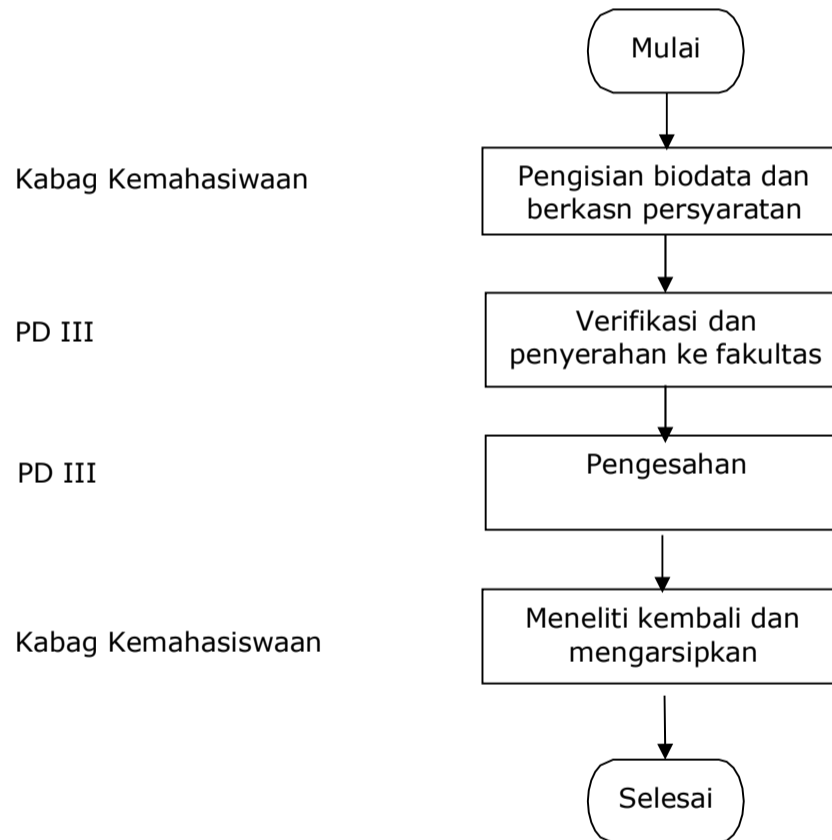 Mulai
Kabag Kemahasiwaan
Pengisian biodata dan
berkasn persyaratan
PD III
Verifikasi dan
penyerahan ke fakultas
PD III
Pengesahan
Kabag Kemahasiswaan
Meneliti kembali dan
mengarsipkan
Selesai